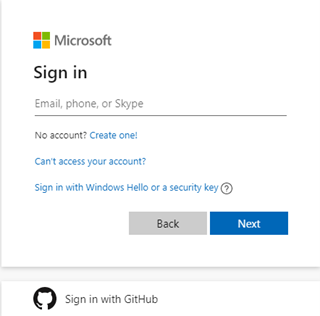 Microsoft
Sign in
Email, phone, or Skype
No account? Create one!
Can't access your account?
Sign in with Windows Hello or a security key ?
Back
Next
Sign in with GitHub